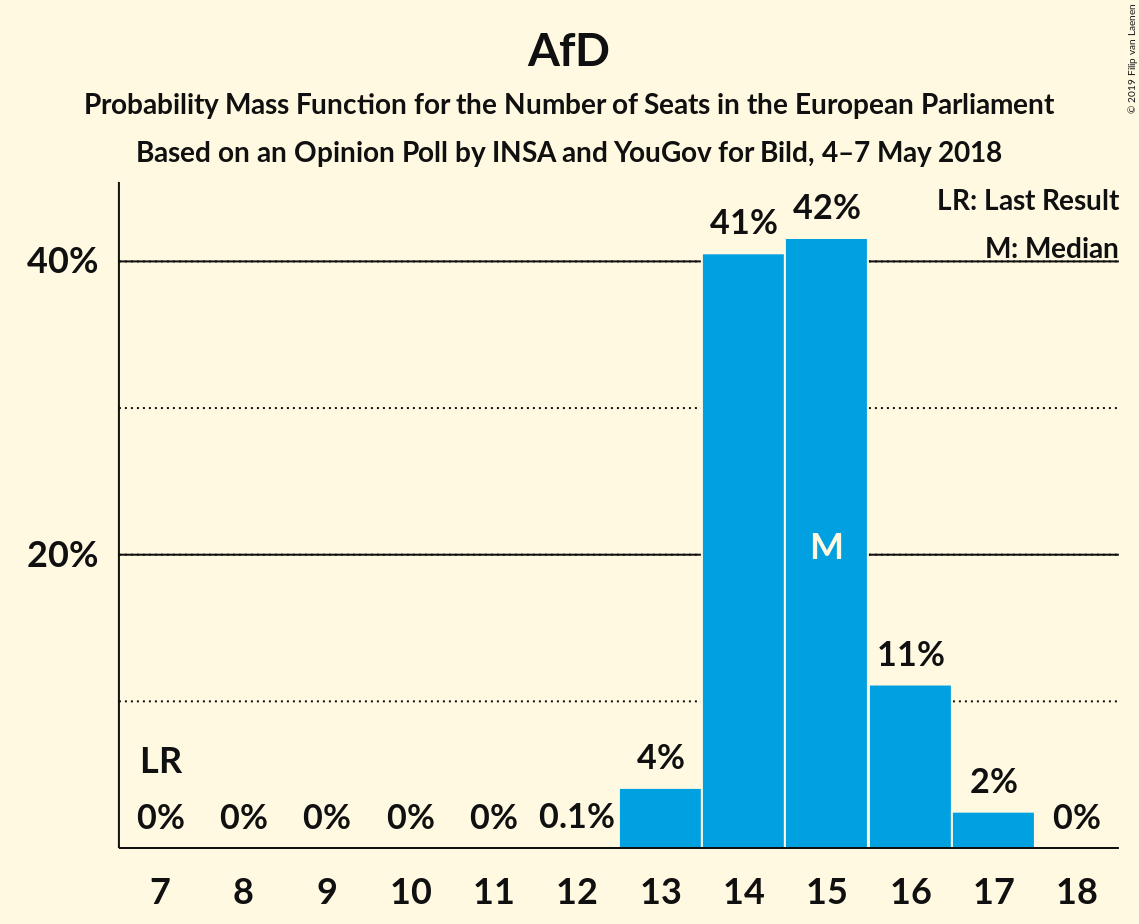 AfD
Probability Mass Function for the Number of Seats in the European Parliament
Based on an Opinion Poll by INSA and YouGov for Bild, 4–7 May 2018
© 2019 Filip van Laenen
LR: Last Result
M: Median
41% 42%
40%
20%
M
11%
LR
4%
2%
0% 0% 0% 0% 0% 0.1% 0%
7 8 9 10 11 12 13 14 15 16 17 18